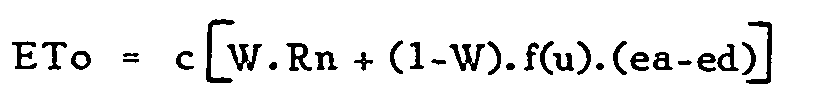 ETo = c[W.Rn + (1-W).f(u).(ea-ed)]